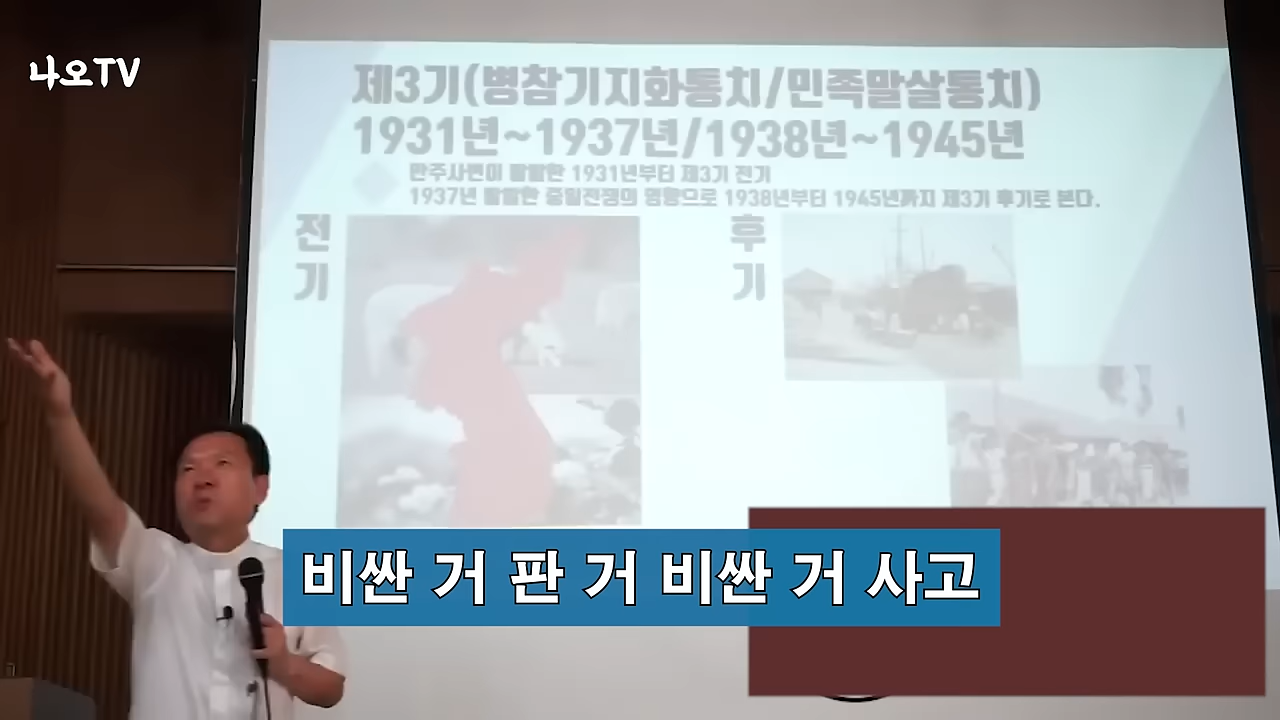 나오TV
제3기(병참기지화통치/민족말살통치)
1931년~1937년/1938년~1945년
만주사변이 발발한 1931년부터 제3기 전기
1937년 발발한 중일전쟁의 영향으로 1938년부터 1945년까지 제3기 후기로 본다.
전기
후기
비싼 거 판 거 비싼 거 사고